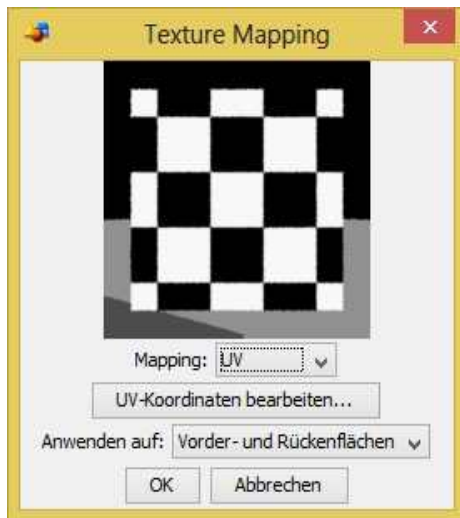 Texture Mapping
Mapping: UV
UV-Koordinaten bearbeiten...
Anwenden auf: Vorder- und Rückenflächen
OK Abbrechen